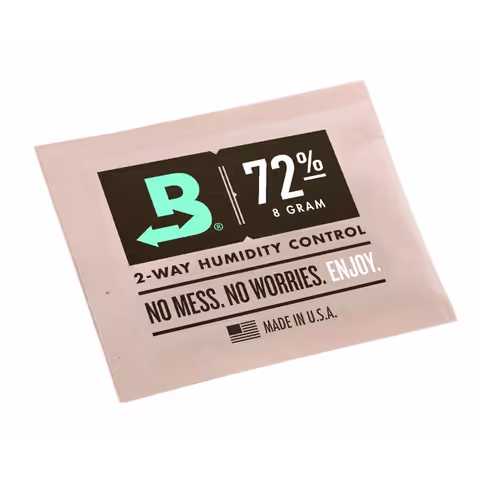 B®
72%
8 GRAM
2-WAY HUMIDITY CONTROL
NO MESS. NO WORRIES. ENJOY.
MADE IN U.S.A.